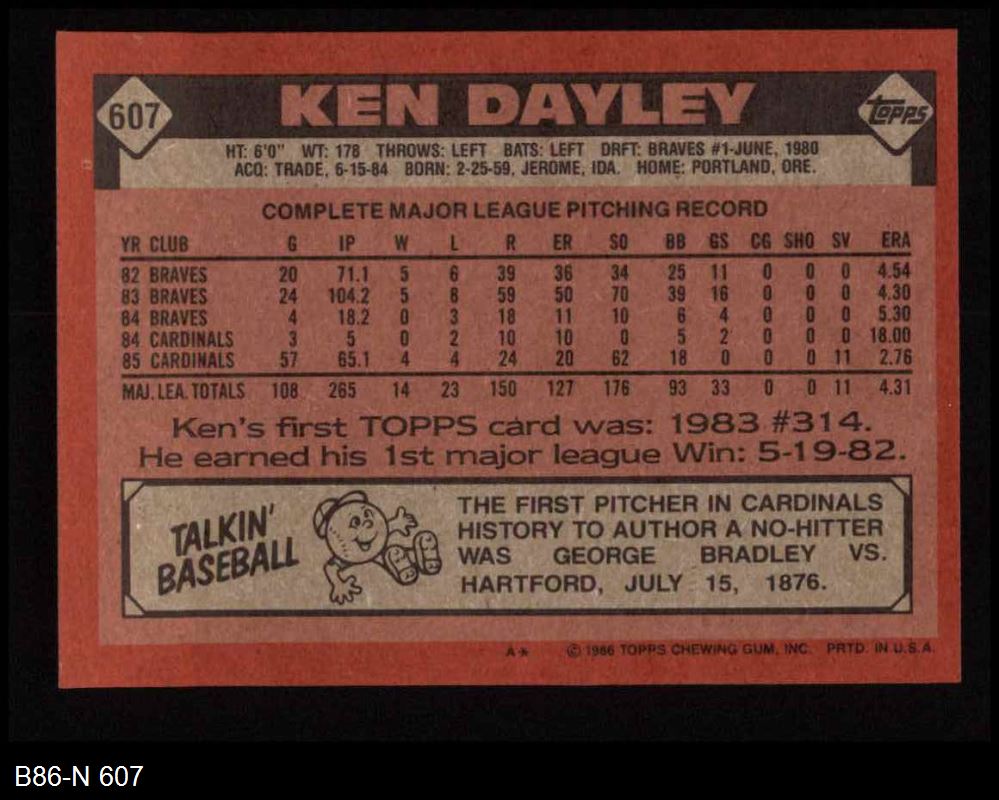 607
KEN DAYLEY
topps
HT: 6'0" WT: 178 THROWS: LEFT BATS: LEFT DRFT: BRAVES #1-JUNE, 1980
ACQ: TRADE, 6-15-84 BORN: 2-25-59, JEROME, IDA. HOME: PORTLAND, ORE.
COMPLETE MAJOR LEAGUE PITCHING RECORD
YR CLUB G IP W L R ER SO BB GS CG SHO SV ERA
82 BRAVES 20 71.1 5 6 39 36 34 25 11 0 0 0 4.54
83 BRAVES 24 104.2 5 8 59 50 70 39 16 0 0 0 4.30
84 BRAVES 4 18.2 0 3 18 11 10 6 4 0 0 0 5.30
84 CARDINALS 3 5 0 2 10 10 0 5 2 0 0 0 18.00
85 CARDINALS 57 65.1 4 4 24 20 62 18 0 0 0 11 2.76
MAJ. LEA. TOTALS 108 265 14 23 150 127 176 93 33 0 0 11 4.31
Ken's first TOPPS card was: 1983 #314.
He earned his 1st major league Win: 5-19-82.
TALKIN'
BASEBALL
THE FIRST PITCHER IN CARDINALS
HISTORY TO AUTHOR A NO-HITTER
WAS GEORGE BRADLEY VS.
HARTFORD, JULY 15, 1876.
A* © 1986 TOPPS CHEWING GUM, INC. PRTD. IN U.S.A.
B86-N 607